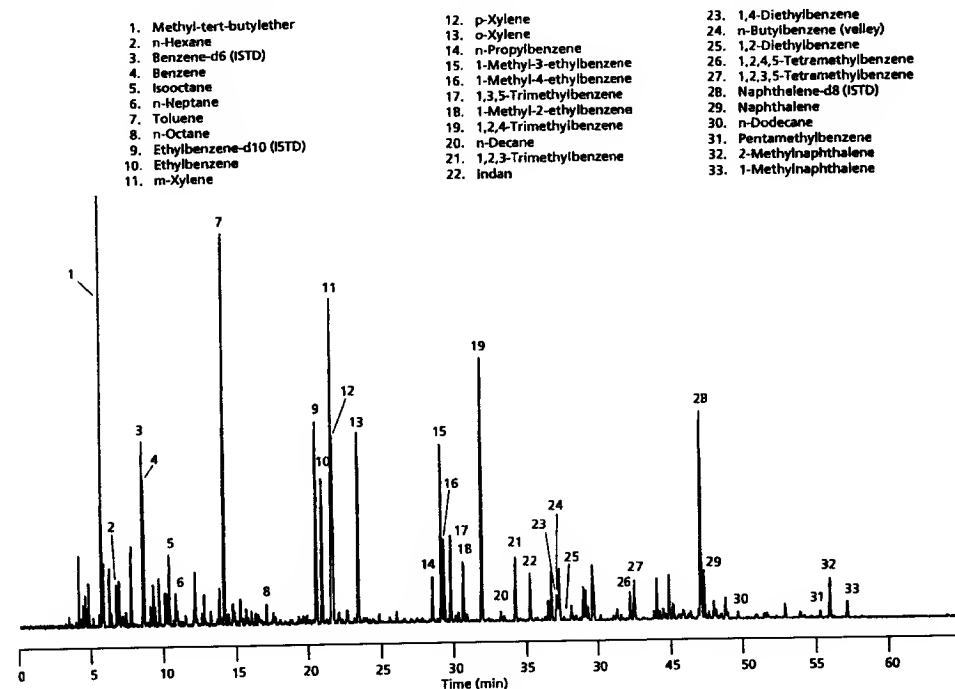 1. Methyl-tert-butylether
2. n-Hexane
3. Benzene-d6 (ISTD)
4. Benzene
5. Isooctane
6. n-Neptane
7. Toluene
8. n-Octane
9. Ethylbenzene-d10 (ISTD)
10. Ethylbenzene
11. m-Xylene
12. p-Xylene
13. o-Xylene
14. n-Propylbenzene
15. 1-Methyl-3-ethylbenzene
16. 1-Methyl-4-ethylbenzene
17. 1,3,5-Trimethylbenzene
18. 1-Methyl-2-ethylbenzene
19. 1,2,4-Trimethylbenzene
20. n-Decane
21. 1,2,3-Trimethylbenzene
22. Indan
23. 1,4-Diethylbenzene
24. n-Butylbenzene (velley)
25. 1,2-Diethylbenzene
26. 1,2,4,5-Tetramethylbenzene
27. 1,2,3,5-Tetremethylbenzene
28. Naphthelene-d8 (ISTD)
29. Naphthalene
30. n-Dodecane
31. Pentamethylbenzene
32. 2-Methylnaphthalene
33. 1-Methylnaphthalene
1
2
3
4
5
6
7
8
9
10
11
12
13
14
15
16
17
18
19
20
21
22
23
24
25
26
27
28
29
30
31
32
33
0 5 10 15 20 25 30 35 30 45 50 55 60
Time (min)